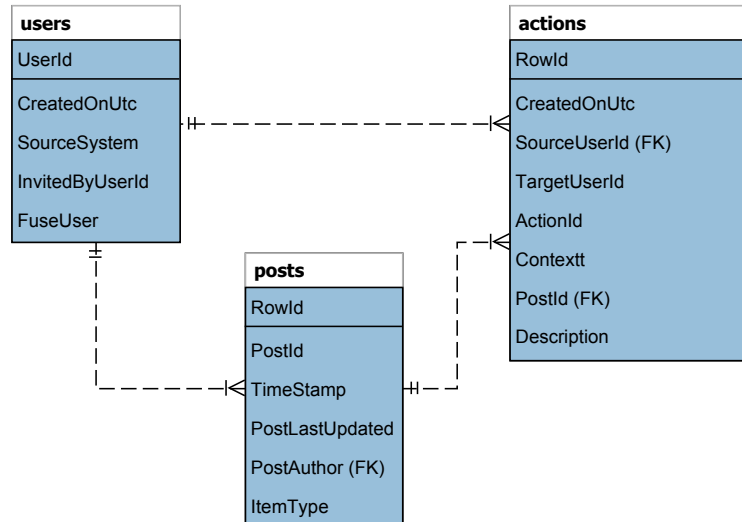 users
UserId
CreatedOnUtc
SourceSystem
InvitedByUserId
FuseUser
actions
RowId
CreatedOnUtc
SourceUserId (FK)
TargetUserId
ActionId
Contextt
PostId (FK)
Description
posts
RowId
PostId
TimeStamp
PostLastUpdated
PostAuthor (FK)
ItemType